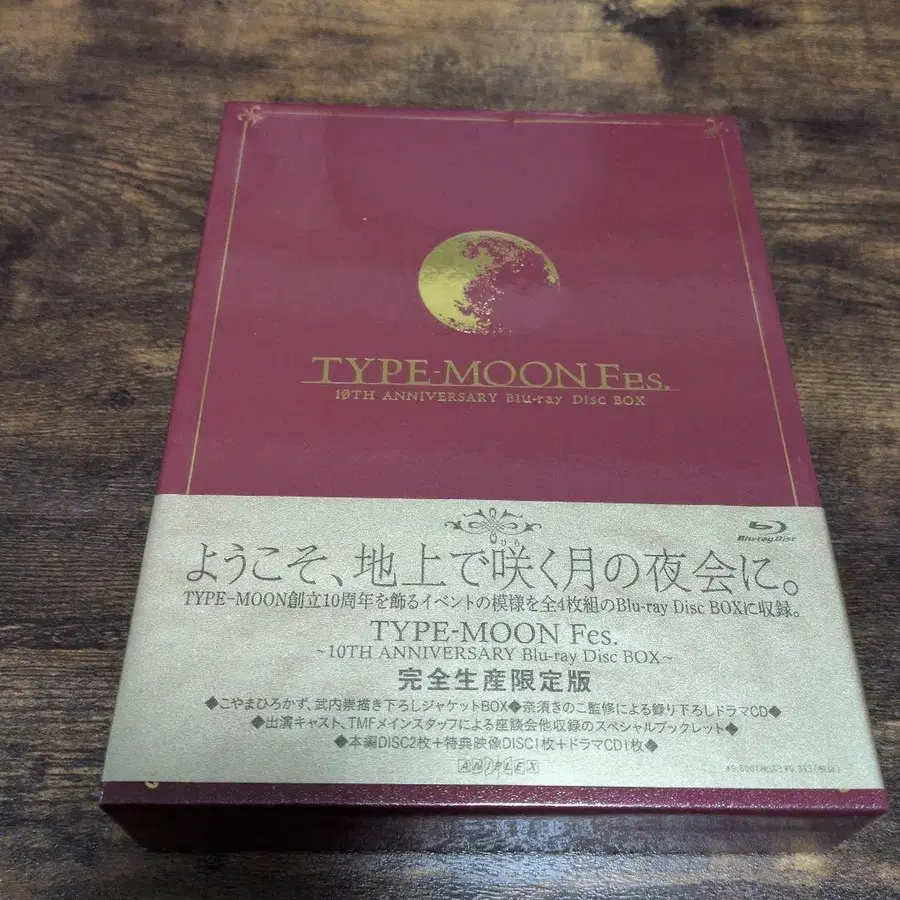 TYPE-MOON Fes.
10TH ANNIVERSARY Blu-ray Disc BOX
Blu-ray Disc
ようこそ、地上で咲く月の夜会に。
TYPE-MOON創立10周年を飾るイベントの模様を全4枚組のBlu-ray Disc BOXに収録。
TYPE-MOON Fes.
~10TH ANNIVERSARY Blu-ray Disc BOX~
完全生産限定版
◆こやまひろかず、武内崇描き下ろしジャケットBOX◆奈須きのこ監修による録り下ろしドラマCD◆
◆出演キャスト、TMFメインスタッフによる座談会他収録のスペシャルブックレット◆
◆本編DISC2枚+特典映像DISC1枚+ドラマCD1枚◆
ANIPLEX